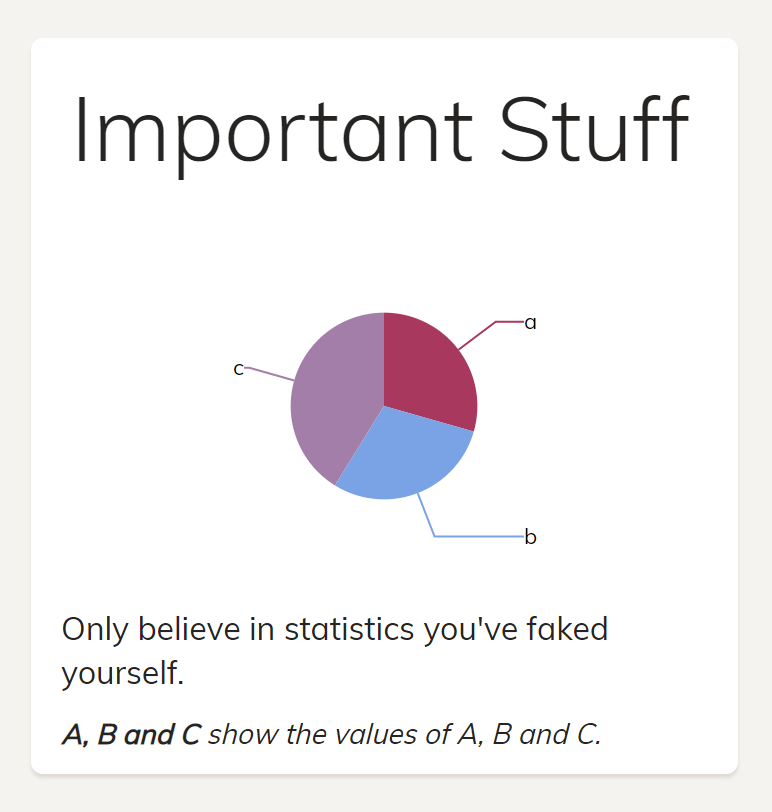 Important Stuff
a
c
b
Only believe in statistics you've faked
yourself.
A, B and C show the values of A, B and C.